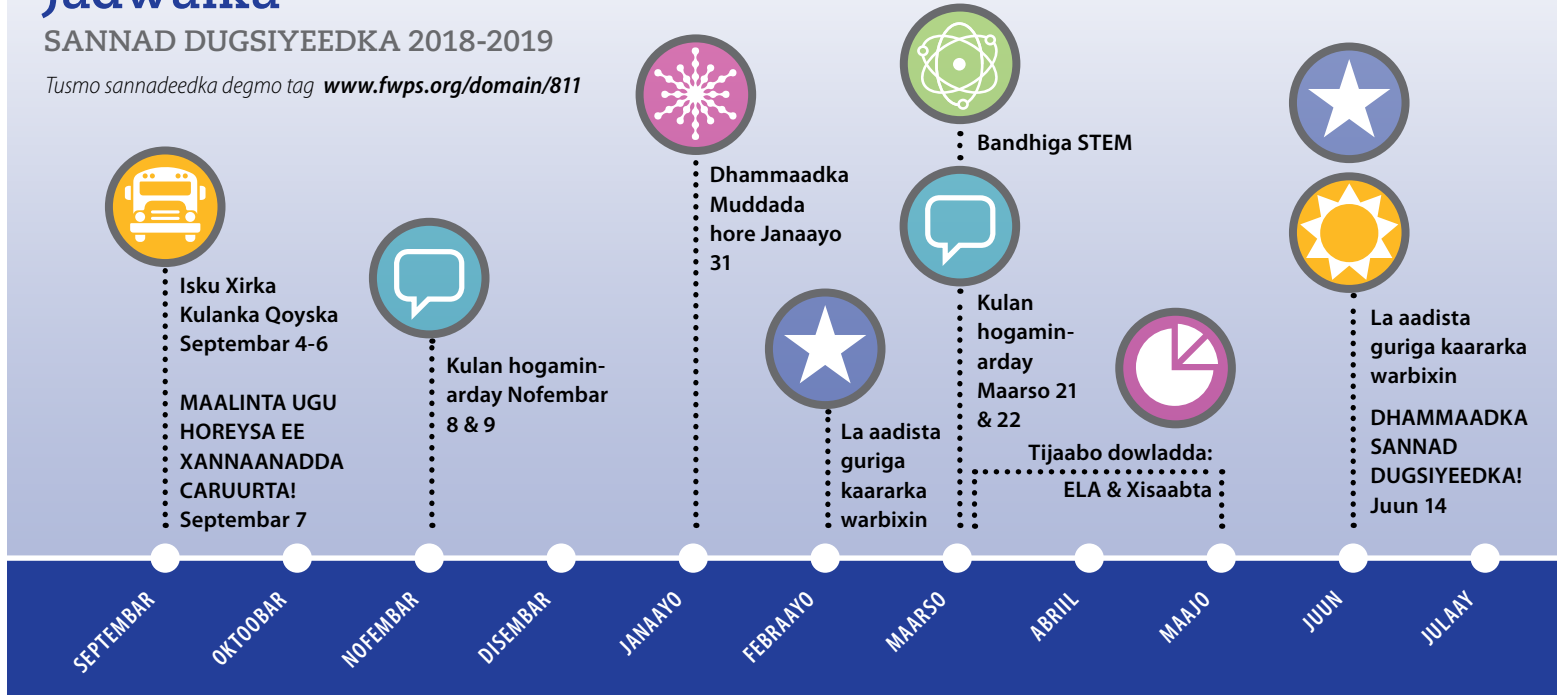 Jadwalka
SANNAD DUGSIYEEDKA 2018-2019
Tusmo sannadeedka degmo tag www.fwps.org/domain/811
Isku Xirka
Kulanka Qoyska
Septembar 4-6
MAALINTA UGU
HOREYSA EE
XANNAANADDA
CARUURTA!
Septembar 7
Kulan hogamin-
arday Nofembar
8 & 9
Dhammaadka
Muddada
hore Janaayo
31
La aadista
guriga
kaararka
warbixin
Bandhiga STEM
Kulan
hogamin-
arday
Maarso 21
& 22
Tijaabo dowladda:
ELA & Xisaabta
La aadista
guriga kaararka
warbixin
DHAMMAADKA
SANNAD
DUGSIYEEDKA!
Juun 14
SEPTEMBAR
OKTOOBAR
NOFEMBAR
DISEMBAR
JANAAYO
FEBRAAYO
MAARSO
ABRIIL
MAAJO
JUUN
JULAAY